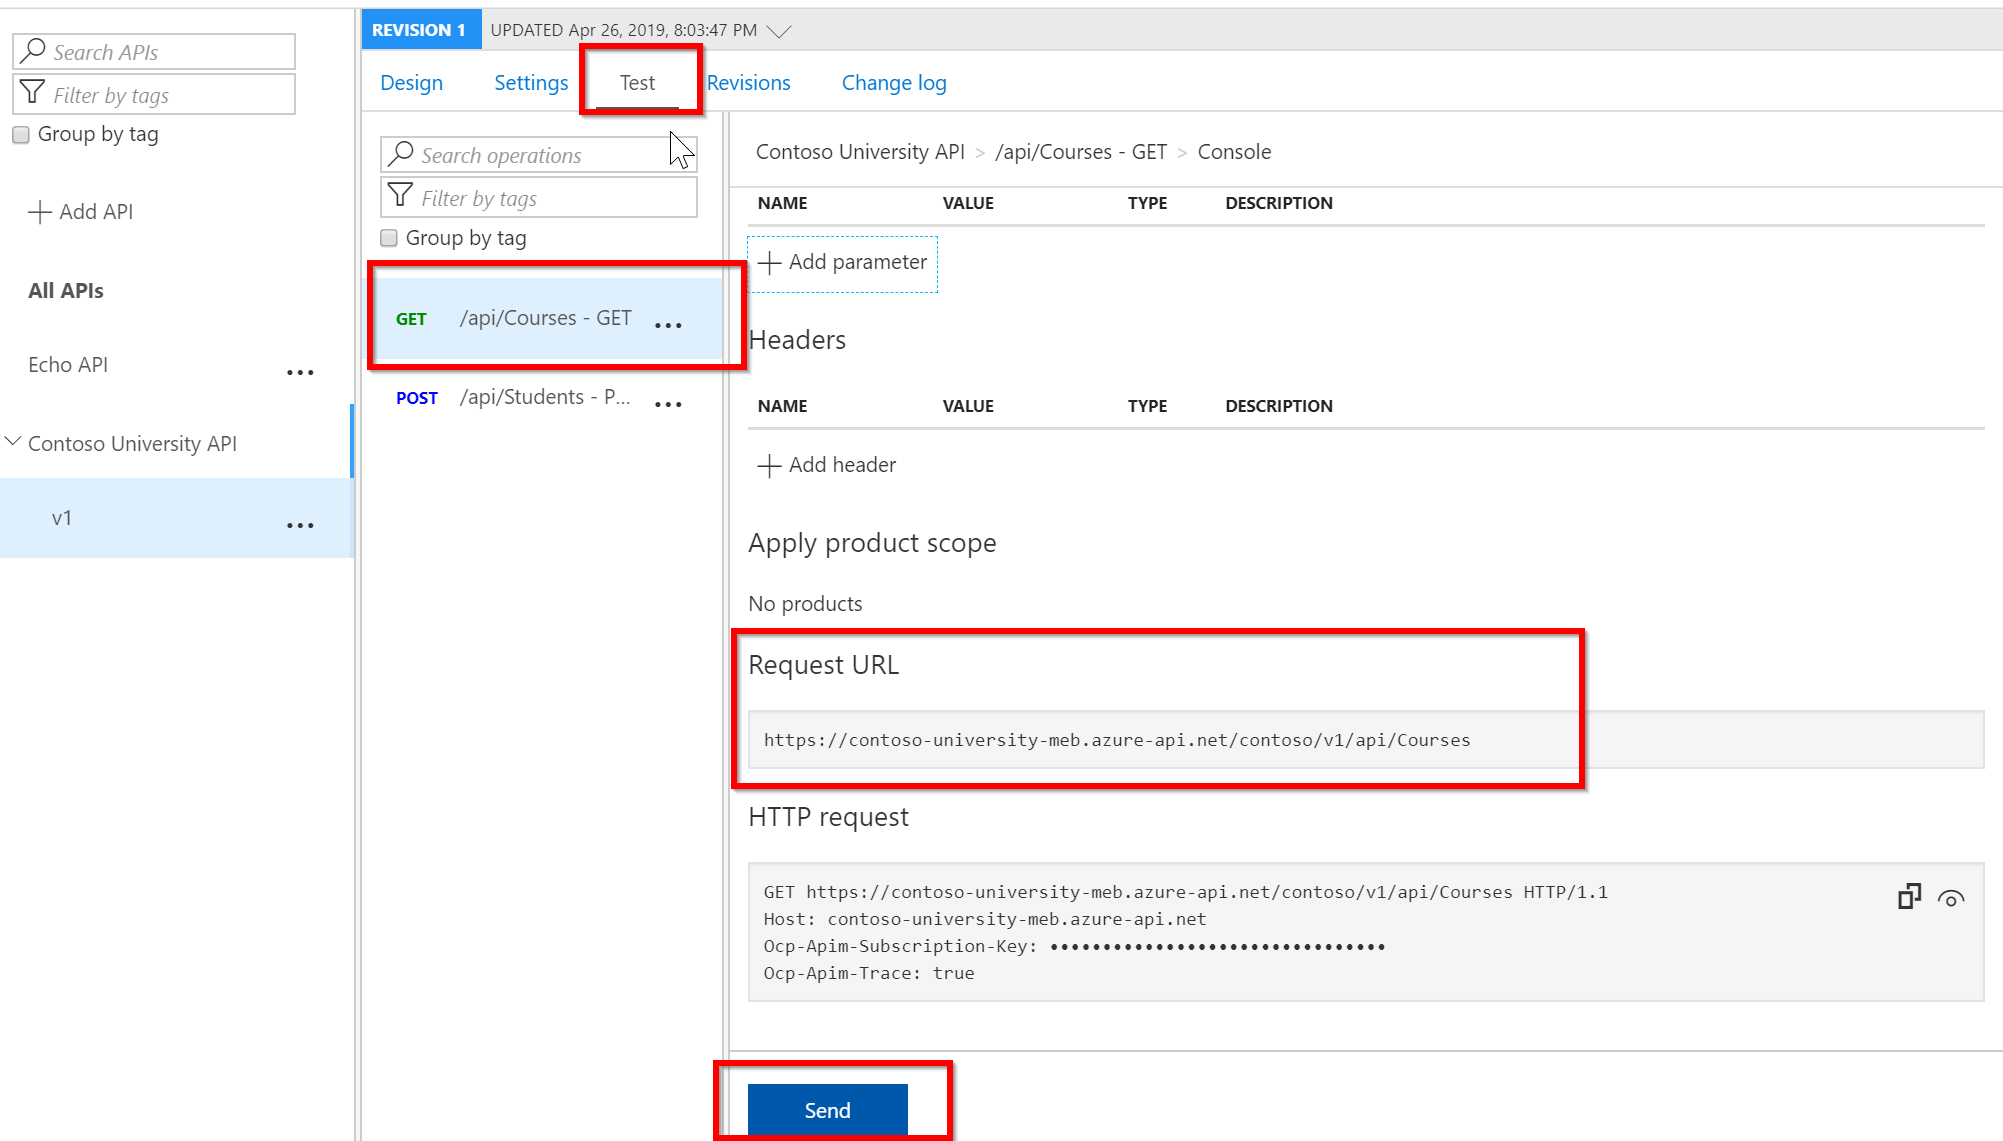 Search APIs
Filter by tags
Group by tag
Add API
All APIs
Echo API
...
Contoso University API
v1
...
REVISION 1 UPDATED Apr 26, 2019, 8:03:47 PM
Design Settings Test Revisions Change log
Search operations
Filter by tags
Group by tag
GET /api/Courses - GET ...
POST /api/Students - P... ...
Contoso University API > /api/Courses - GET > Console
NAME VALUE TYPE DESCRIPTION
Add parameter
Headers
NAME VALUE TYPE DESCRIPTION
Add header
Apply product scope
No products
Request URL
https://contoso-university-meb.azure-api.net/contoso/v1/api/Courses
HTTP request
GET https://contoso-university-meb.azure-api.net/contoso/v1/api/Courses HTTP/1.1
Host: contoso-university-meb.azure-api.net
Ocp-Apim-Subscription-Key: ••••••••••••••••••••••••••••••••
Ocp-Apim-Trace: true
Send